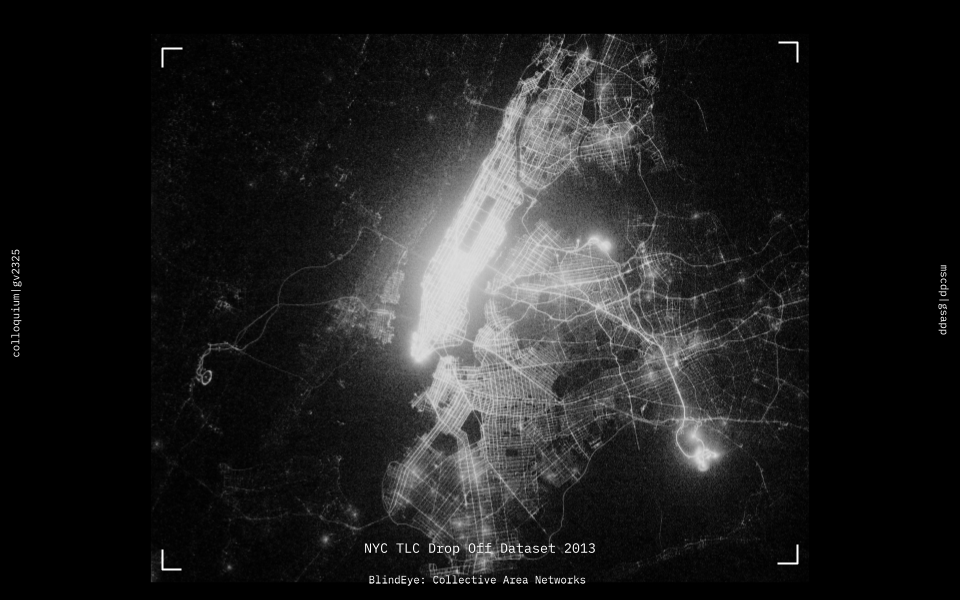 colloquium|gv2325
mscdp|gsapp
NYC TLC Drop Off Dataset 2013
BlindEye: Collective Area Networks